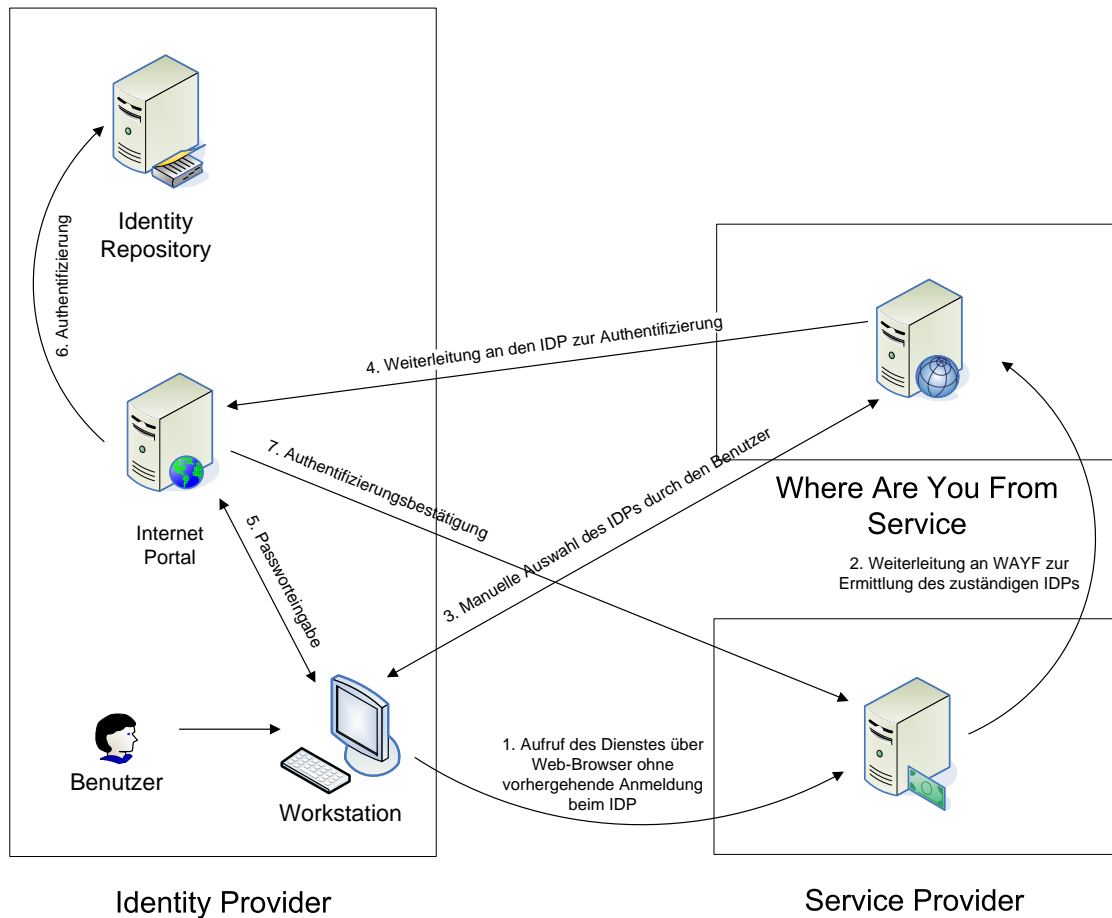 Identity
Repository
6. Authentifizierung
4. Weiterleitung an den IDP zur Authentifizierung
7. Authentifizierungsbestätigung
3. Manuelle Auswahl des IDPs durch den Benutzer
Internet
Portal
5. Passworteingabe
Where Are You From
Service
2. Weiterleitung an WAYF zur
Ermittlung des zuständigen IDPs
Benutzer
Workstation
1. Aufruf des Dienstes über
Web-Browser ohne
vorhergehende Anmeldung
beim IDP
Identity Provider
Service Provider